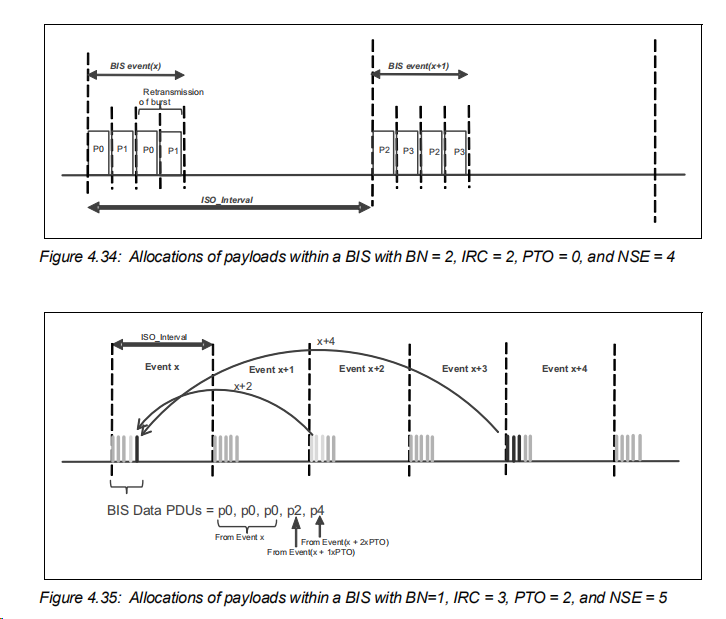 BIS event(x)
BIS event(x+1)
Retransmission
of burst
P0 P1 P0 P1
P2 P3 P2 P3
ISO_Interval
Figure 4.34: Allocations of payloads within a BIS with BN = 2, IRC = 2, PTO = 0, and NSE = 4
ISO_Interval
x+4
Event x
Event x+1
Event x+2
Event x+3
Event x+4
x+2
BIS Data PDUs = p0, p0, p0, p2, p4
From Event x
From Event(x + 2xPTO)
From Event(x + 1xPTO)
Figure 4.35: Allocations of payloads within a BIS with BN=1, IRC = 3, PTO = 2, and NSE = 5